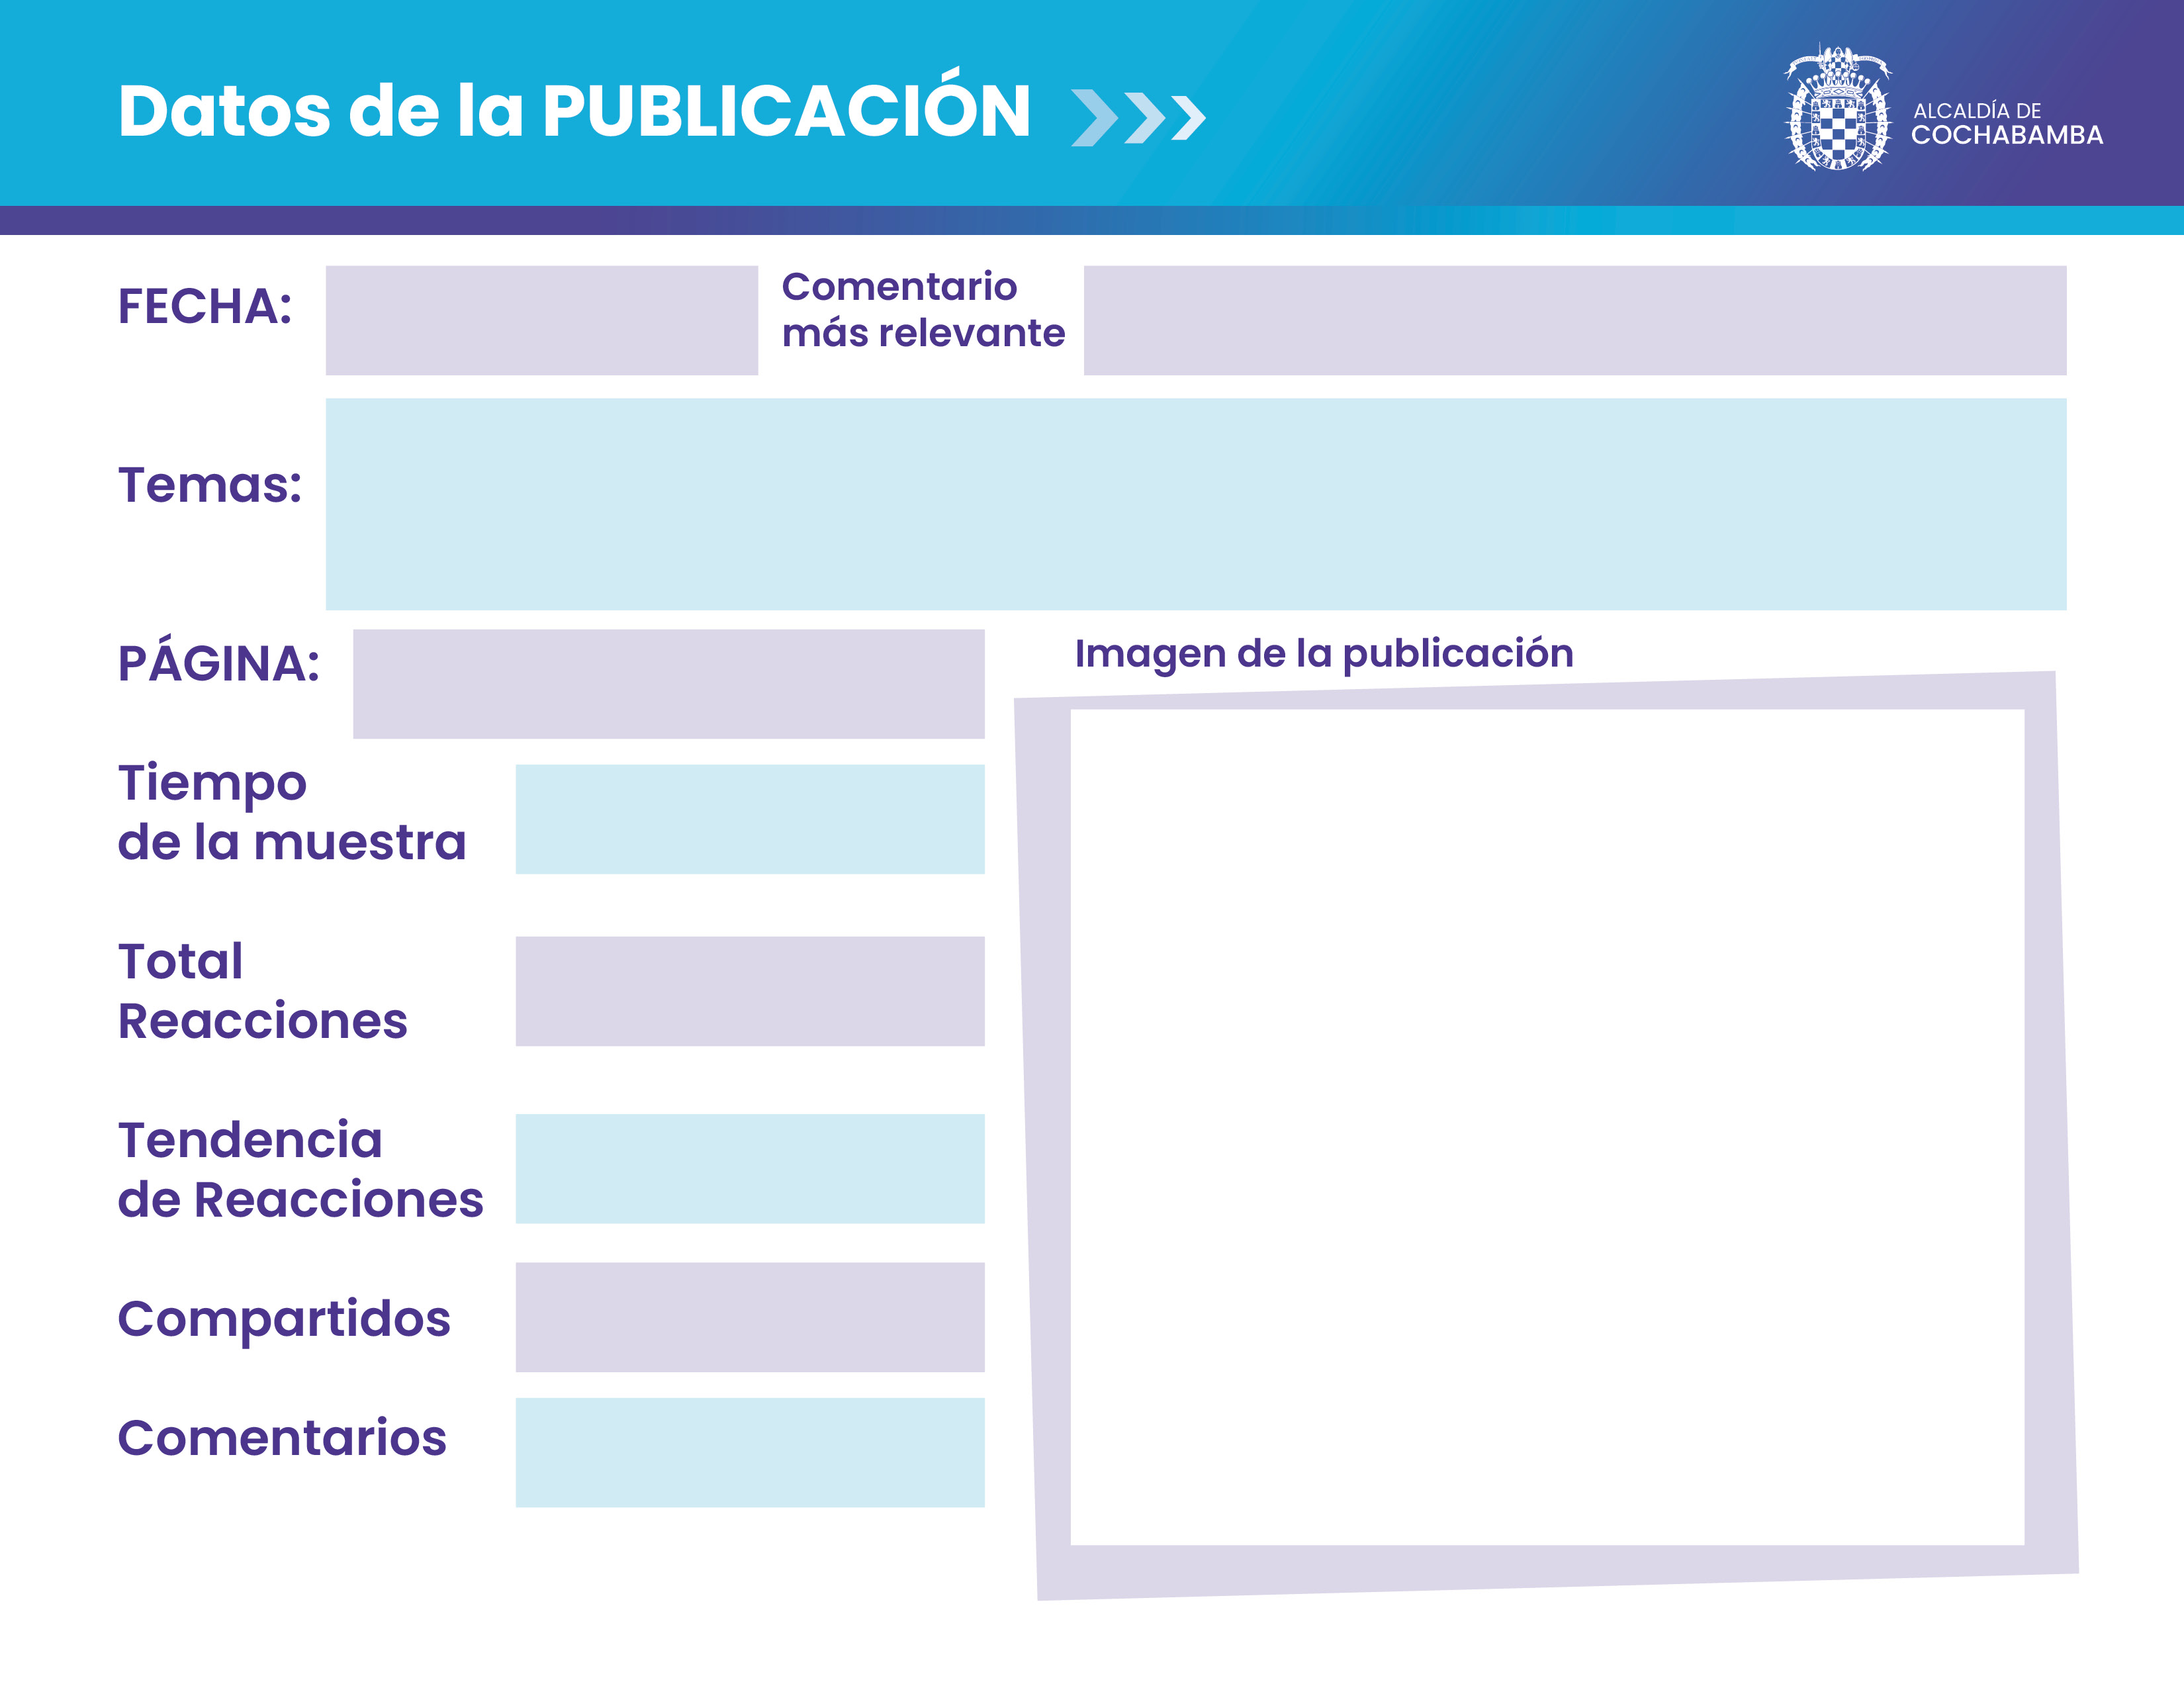 Datos de la PUBLICACIÓN
ALCALDÍA DE
COCHABAMBA
FECHA:
Comentario
más relevante
Temas:
PÁGINA:
Imagen de la publicación
Tiempo
de la muestra
Total
Reacciones
Tendencia
de Reacciones
Compartidos
Comentarios